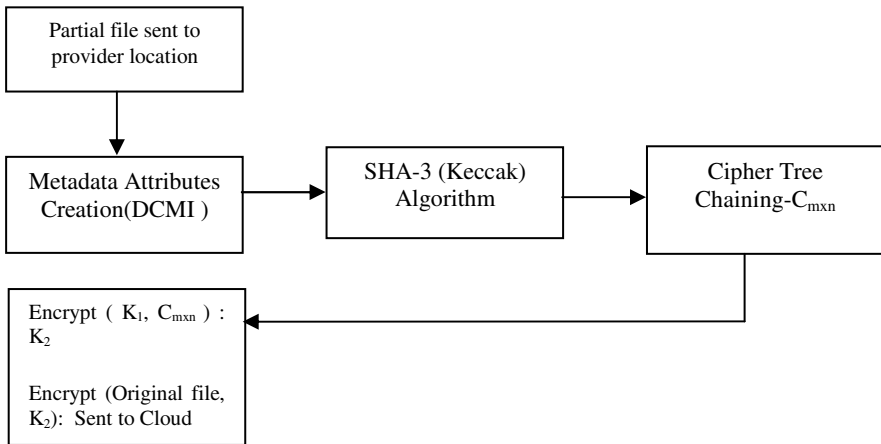 Partial file sent to
provider location
Metadata Attributes
Creation(DCMI )
SHA-3 (Keccak)
Algorithm
Cipher Tree
Chaining-Cmxn
Encrypt ( K1, Cmxn ) :
K2
Encrypt (Original file,
K2): Sent to Cloud